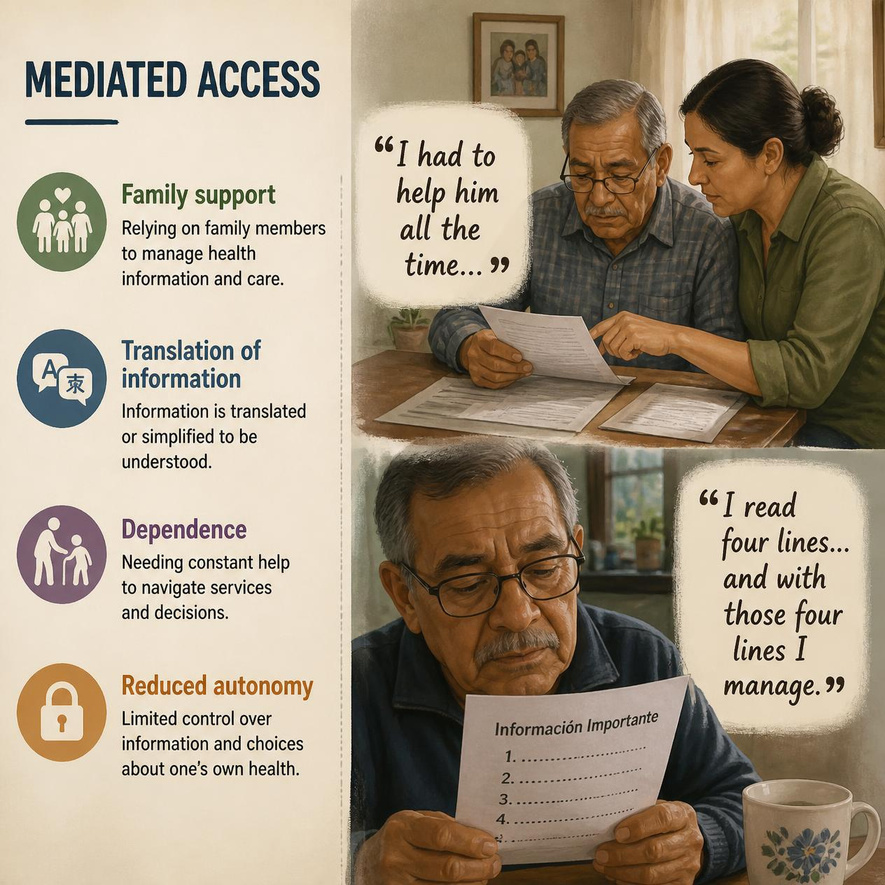 MEDIATED ACCESS
Family support
Relying on family members
to manage health
information and care.
A
Translation of
information
Information is translated
or simplified to be
understood.
Dependence
Needing constant help
to navigate services
and decisions.
Reduced autonomy
Limited control over
information and choices
about one's own health.
“I had to
help him
all the
time...”
“I read
four lines...
and with
those four
lines I
manage.”
Información Importante
1. ........................
2. ........................
3. ........................
4. ........................